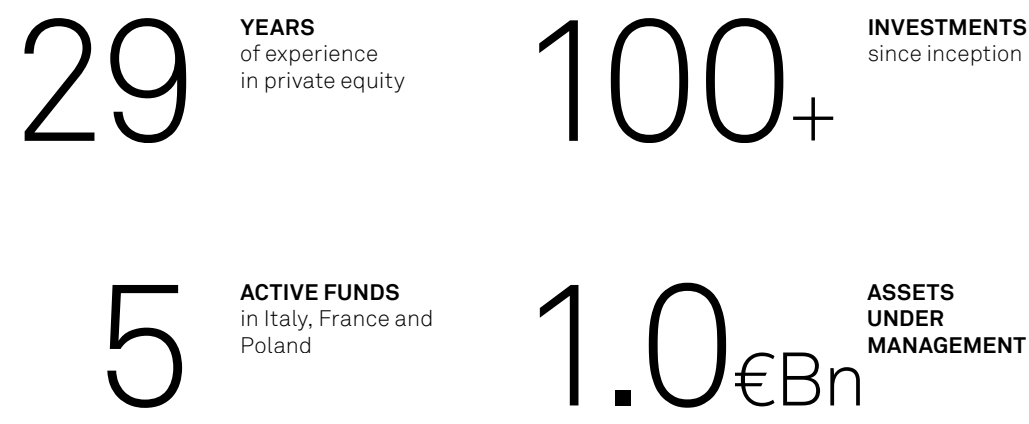 29
YEARS
of experience
in private equity
100+
INVESTMENTS
since inception
5
ACTIVE FUNDS
in Italy, France and
Poland
1.0€Bn
ASSETS
UNDER
MANAGEMENT